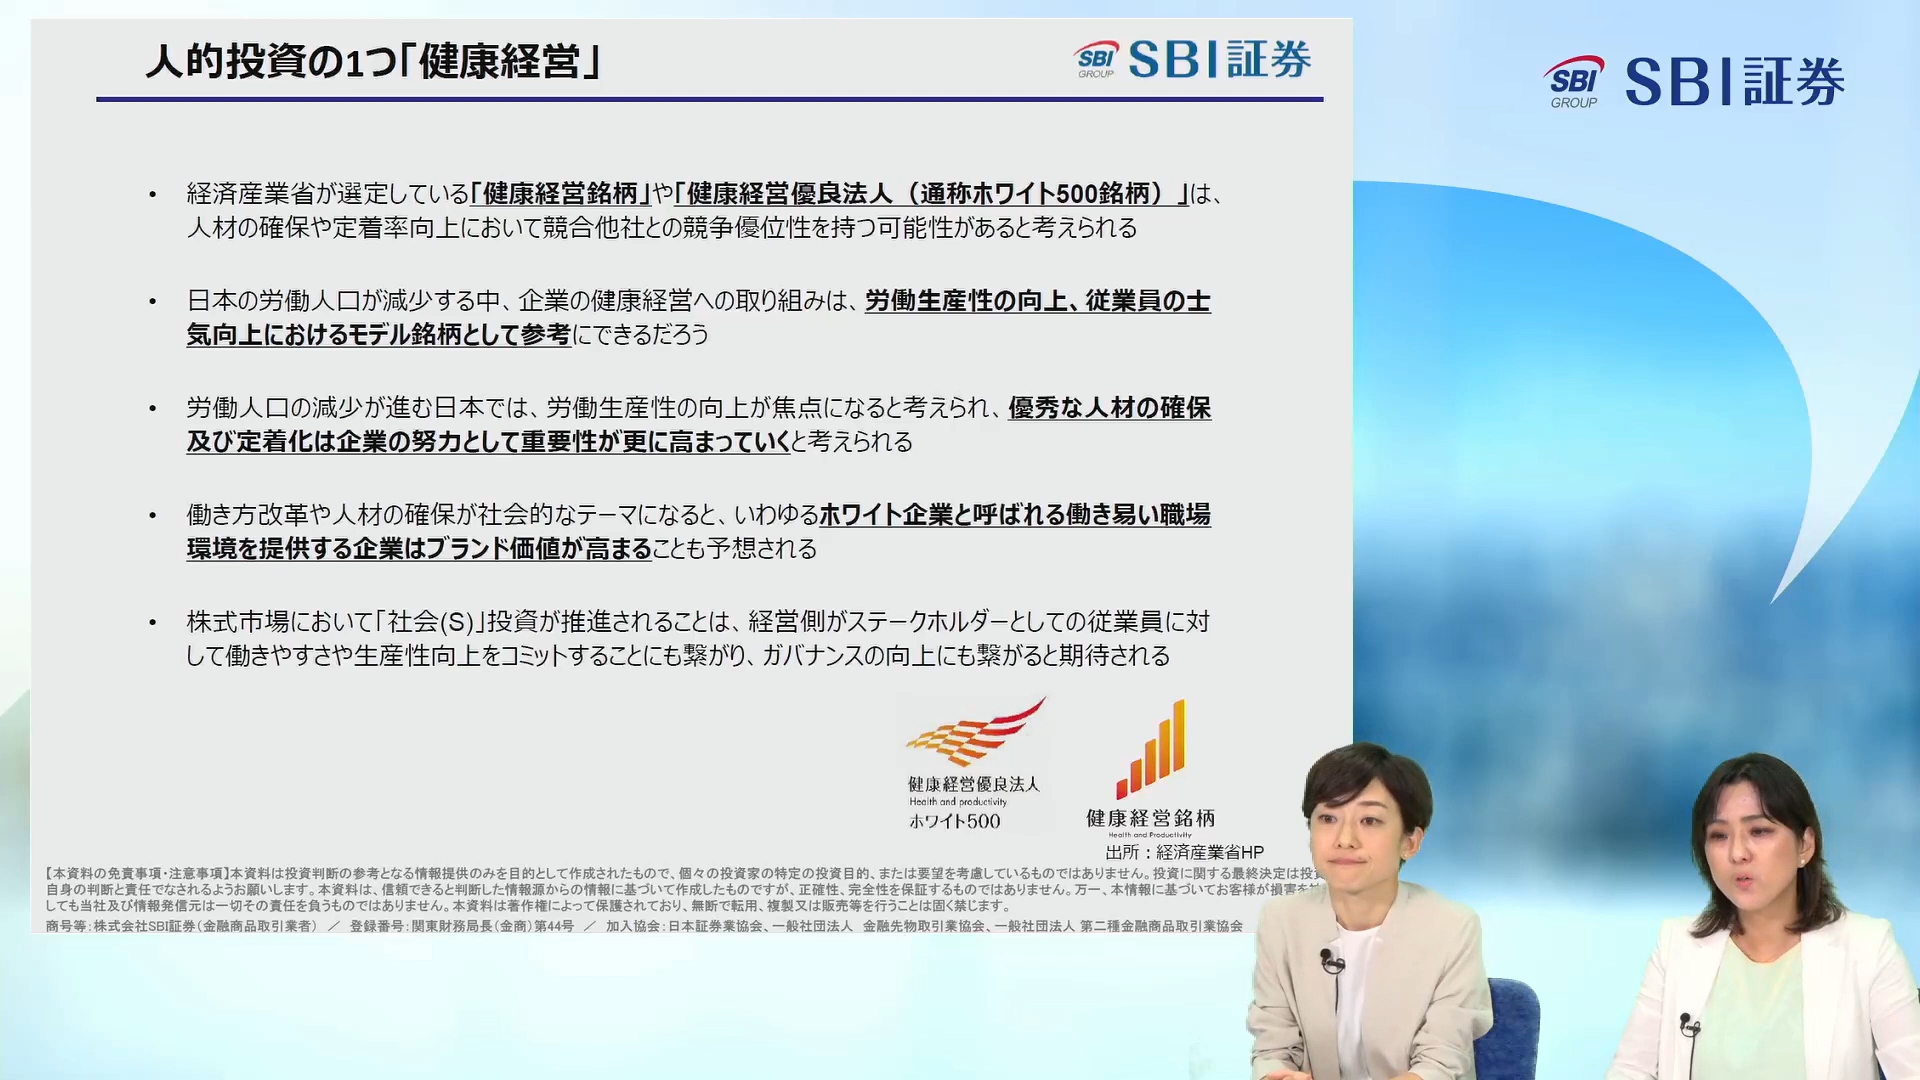 人的投資の1つ「健康経営」
SBI GROUP SBI証券
SBI GROUP SBI証券
• 経済産業省が選定している「健康経営銘柄」や「健康経営優良法人（通称ホワイト500銘柄）」は、
人材の確保や定着率向上において競合他社との競争優位性を持つ可能性があると考えられる
• 日本の労働人口が減少する中、企業の健康経営への取り組みは、労働生産性の向上、従業員の士
気向上におけるモデル銘柄として参考にできるだろう
• 労働人口の減少が進む日本では、労働生産性の向上が焦点になると考えられ、優秀な人材の確保
及び定着化は企業の努力として重要性が更に高まっていくと考えられる
• 働き方改革や人材の確保が社会的なテーマになると、いわゆるホワイト企業と呼ばれる働き易い職場
環境を提供する企業はブランド価値が高まることも予想される
• 株式市場において「社会(S)」投資が推進されることは、経営側がステークホルダーとしての従業員に対
して働きやすさや生産性向上をコミットすることにも繋がり、ガバナンスの向上にも繋がると期待される
健康経営優良法人
Health and productivity
ホワイト500
健康経営銘柄
Health and Productivity
出所：経済産業省HP
【本資料の免責事項・注意事項】本資料は投資判断の参考となる情報提供のみを目的として作成されたもので、個々の投資家の特定の投資目的、または要望を考慮しているものではありません。投資に関する最終決定は投
自身の判断と責任でなされるようお願いします。本資料は、信頼できると判断した情報源からの情報に基づいて作成したものですが、正確性、完全性を保証するものではありません。万一、本情報に基づいてお客様が損害を
しても当社及び情報発信元は一切その責任を負うものではありません。本資料は著作権によって保護されており、無断で転用、複製又は販売等を行うことは固く禁じます。
商号等：株式会社SBI証券（金融商品取引業者） ／ 登録番号：関東財務局長（金商）第44号 ／ 加入協会：日本証券業協会、一般社団法人 金融先物取引業協会、一般社団法人 第二種金融商品取引業協会